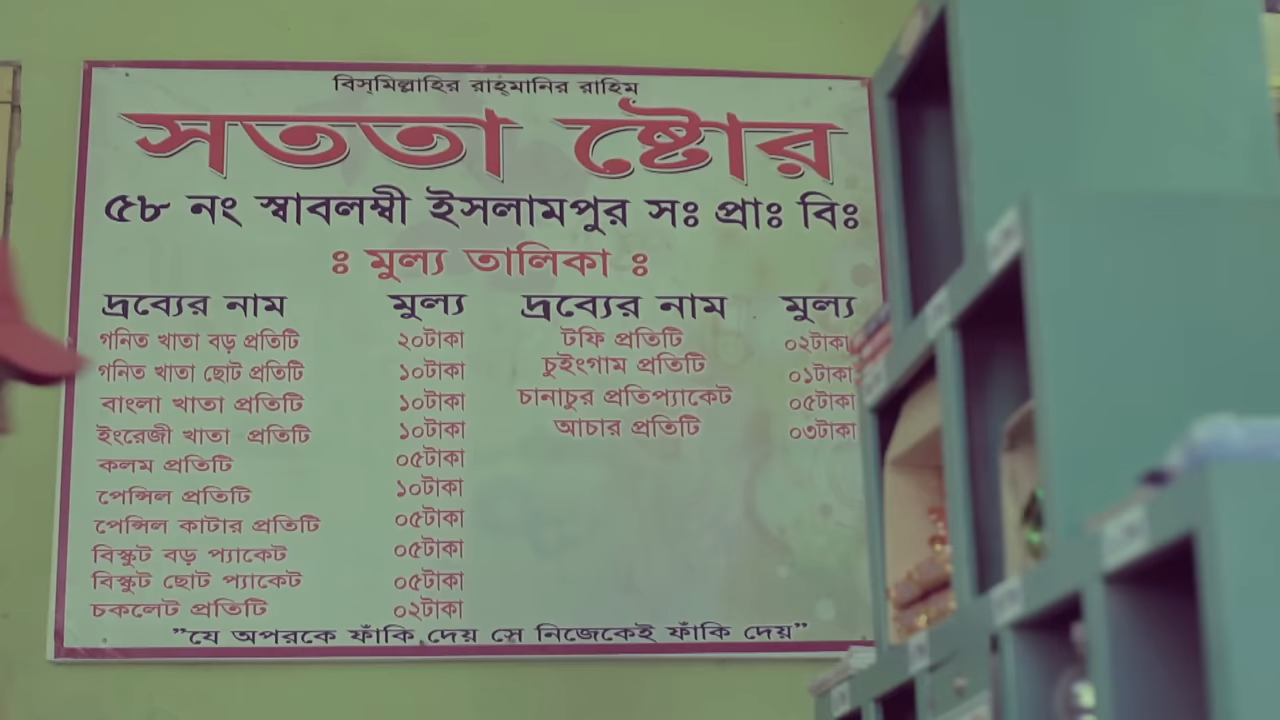 বিস্‌মিল্লাহির রাহ্‌মানির রাহিম
সততা ষ্টোর
৫৮ নং স্বাবলম্বী ইসলামপুর সঃ প্রাঃ বিঃ
ঃ মুল্য তালিকা ঃ
দ্রব্যের নাম মুল্য দ্রব্যের নাম মুল্য
গনিত খাতা বড় প্রতিটি ২০টাকা টফি প্রতিটি ০২টাকা
গনিত খাতা ছোট প্রতিটি ১০টাকা চুইংগাম প্রতিটি ০১টাকা
বাংলা খাতা প্রতিটি ১০টাকা চানাচুর প্রতিপ্যাকেট ০৫টাকা
ইংরেজী খাতা প্রতিটি ১০টাকা আচার প্রতিটি ০৩টাকা
কলম প্রতিটি ০৫টাকা
পেন্সিল প্রতিটি ১০টাকা
পেন্সিল কাটার প্রতিটি ০৫টাকা
বিস্কুট বড় প্যাকেট ০৫টাকা
বিস্কুট ছোট প্যাকেট ০৫টাকা
চকলেট প্রতিটি ০২টাকা
"যে অপরকে ফাঁকি দেয় সে নিজেকেই ফাঁকি দেয়"